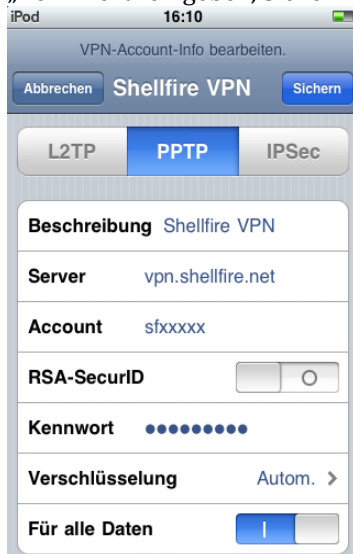 iPod 16:10
VPN-Account-Info bearbeiten.
Abbrechen Shellfire VPN Sichern
L2TP PPTP IPSec
Beschreibung Shellfire VPN
Server vpn.shellfire.net
Account sfxxxxx
RSA-SecurID
Kennwort ●●●●●●●●●
Verschlüsselung Autom.
Für alle Daten